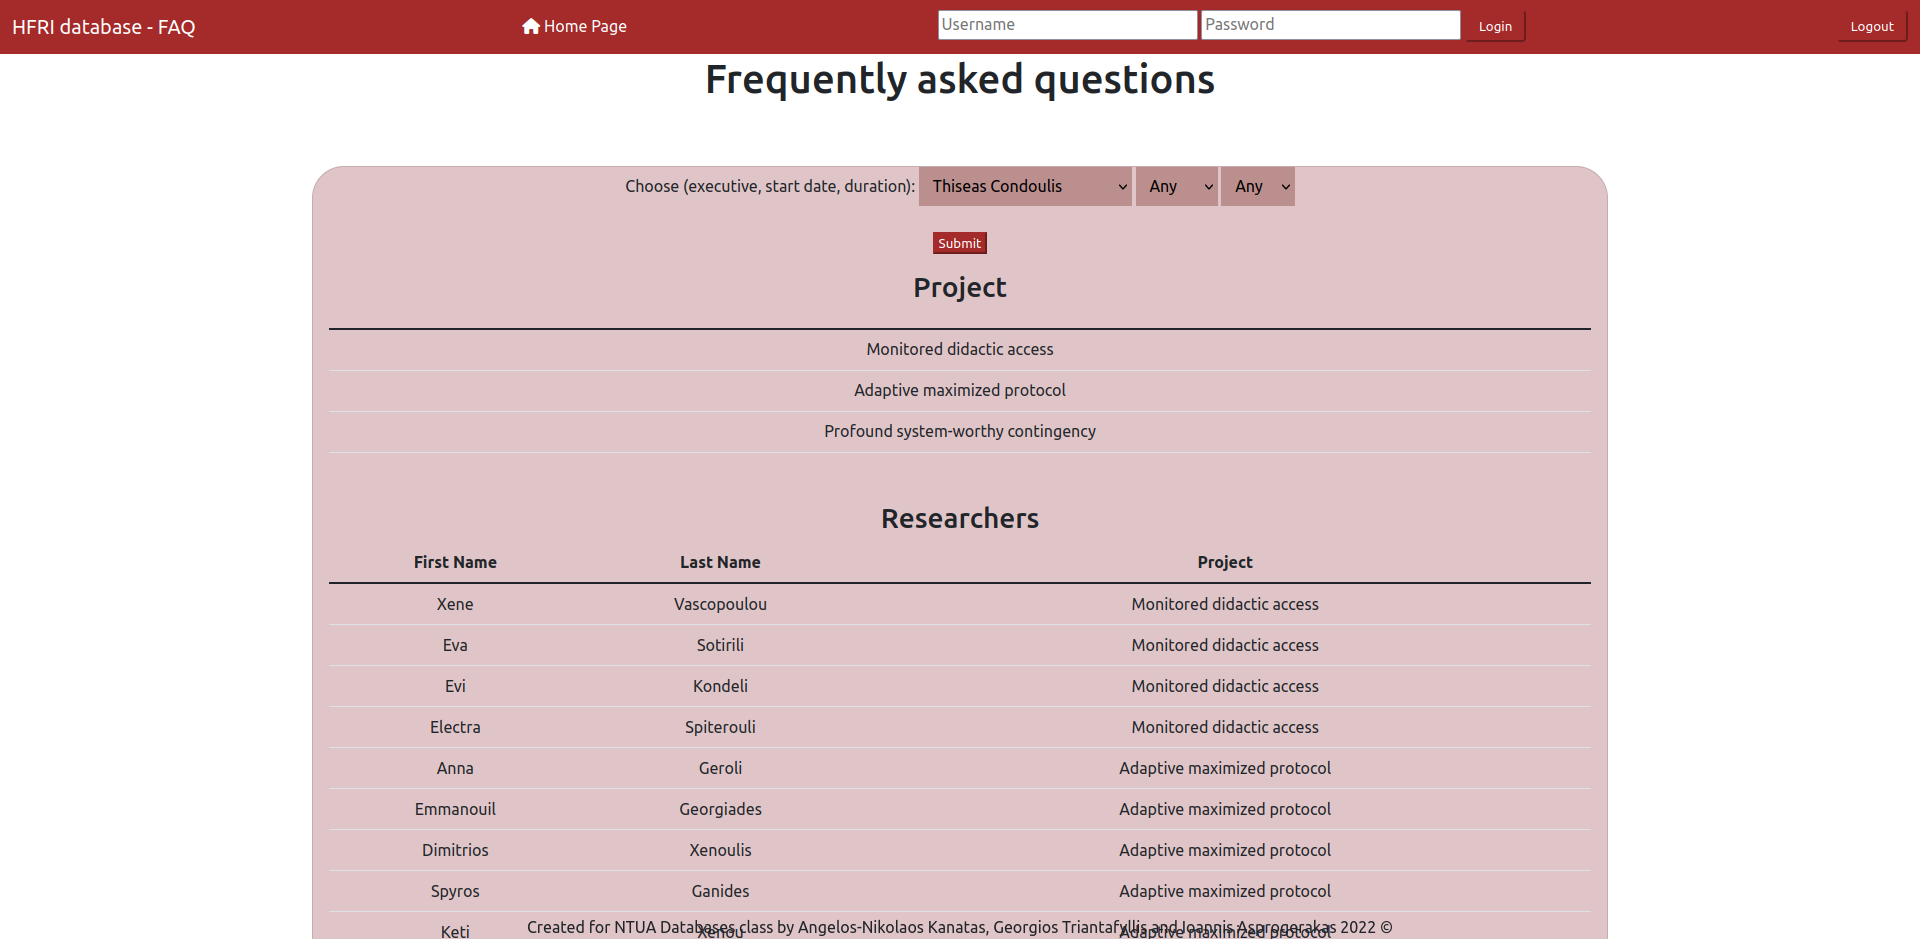 HFRI database - FAQ Home Page Username Password Login Logout
Frequently asked questions
Choose (executive, start date, duration): Thiseas Condoulis Any Any
Submit
Project
Monitored didactic access
Adaptive maximized protocol
Profound system-worthy contingency
Researchers
First Name Last Name Project
Xene Vascopoulou Monitored didactic access
Eva Sotirili Monitored didactic access
Evi Kondeli Monitored didactic access
Electra Spiterouli Monitored didactic access
Anna Geroli Adaptive maximized protocol
Emmanouil Georgiades Adaptive maximized protocol
Dimitrios Xenoulis Adaptive maximized protocol
Spyros Ganides Adaptive maximized protocol
Keti Xenou Adaptive maximized protocol
Created for NTUA Databases class by Angelos-Nikolaos Kanatas, Georgios Triantafyllis and Ioannis Asprogerakas 2022 ©